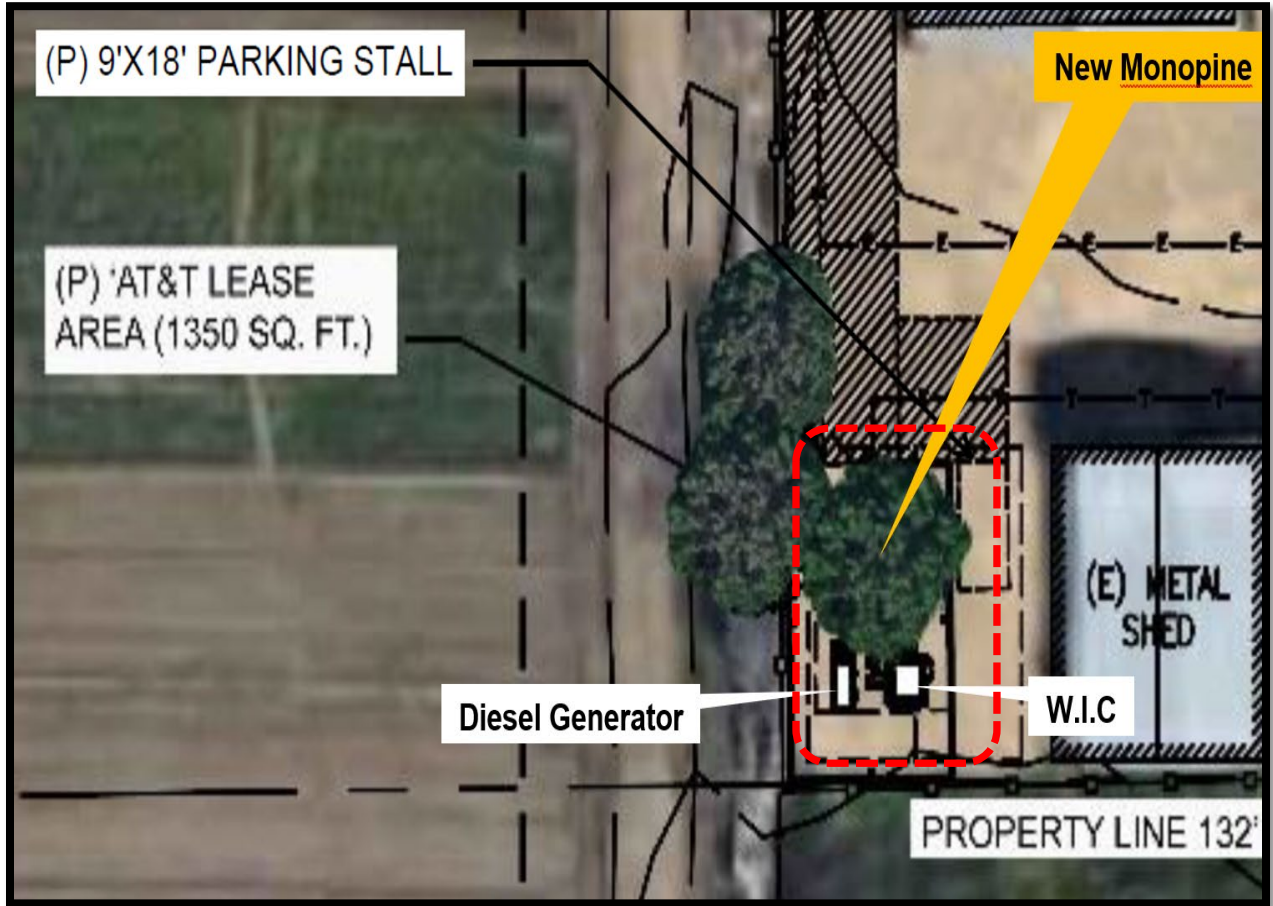 (P) 9'X18' PARKING STALL
New Monopine
(P) 'AT&T LEASE
AREA (1350 SQ. FT.)
E E E E E
T T T
(E) METAL
SHED
Diesel Generator
W.I.C
PROPERTY LINE 132'